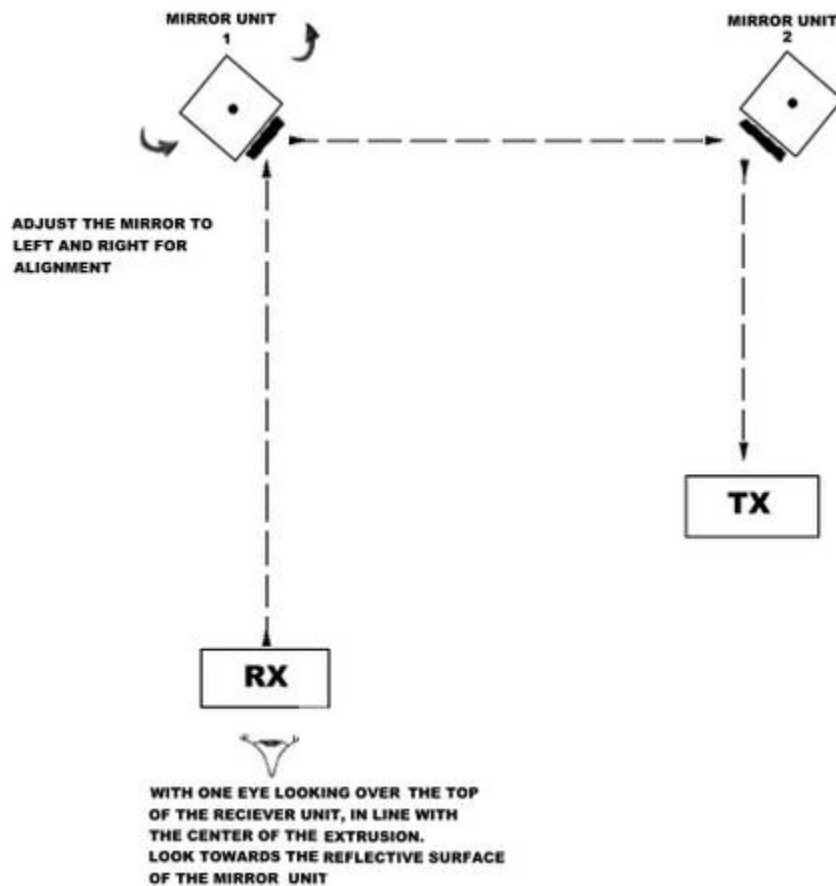 MIRROR UNIT
1
MIRROR UNIT
2
ADJUST THE MIRROR TO
LEFT AND RIGHT FOR
ALIGNMENT
TX
RX
WITH ONE EYE LOOKING OVER THE TOP
OF THE RECIEVER UNIT, IN LINE WITH
THE CENTER OF THE EXTRUSION.
LOOK TOWARDS THE REFLECTIVE SURFACE
OF THE MIRROR UNIT